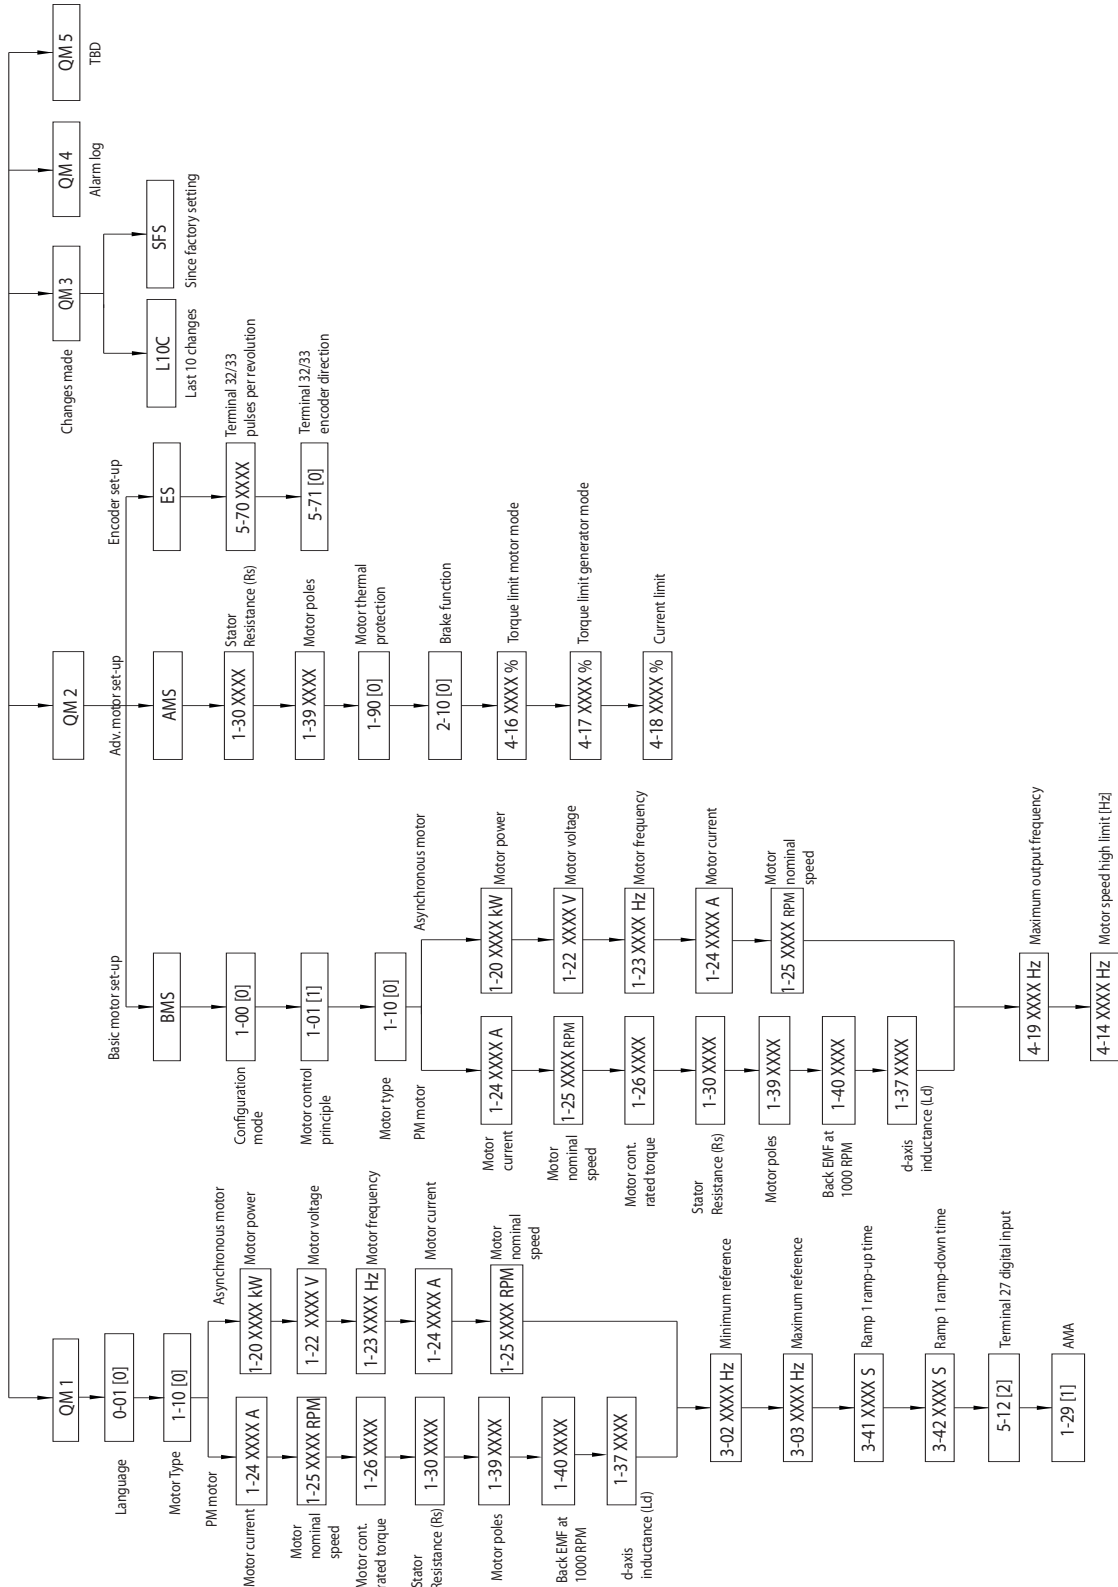 QM 1
0-01 [0]
Language
1-10 [0]
Motor Type
PM motor
Asynchronous motor
1-24 XXXX A
Motor current
1-25 XXXX RPM
Motor
nominal
speed
1-26 XXXX
Motor cont.
rated torque
1-30 XXXX
Stator
Resistance (Rs)
1-39 XXXX
Motor poles
1-40 XXXX
Back EMF at
1000 RPM
1-37 XXXX
d-axis
inductance (Ld)
1-20 XXXX kW
Motor power
1-22 XXXX V
Motor voltage
1-23 XXXX Hz
Motor frequency
1-24 XXXX A
Motor current
1-25 XXXX RPM
Motor
nominal
speed
3-02 XXXX Hz
Minimum reference
3-03 XXXX Hz
Maximum reference
3-41 XXXX S
Ramp 1 ramp-up time
3-42 XXXX S
Ramp 1 ramp-down time
5-12 [2]
Terminal 27 digital input
1-29 [1]
AMA
QM 2
Basic motor set-up
BMS
1-00 [0]
Configuration
mode
1-01 [1]
Motor control
principle
1-10 [0]
Motor type
PM motor
Asynchronous motor
1-24 XXXX A
Motor
current
1-25 XXXX RPM
Motor
nominal
speed
1-26 XXXX
Motor cont.
rated torque
1-30 XXXX
Stator
Resistance (Rs)
1-39 XXXX
Motor poles
1-40 XXXX
Back EMF at
1000 RPM
1-37 XXXX
d-axis
inductance (Ld)
1-20 XXXX kW
Motor power
1-22 XXXX V
Motor voltage
1-23 XXXX Hz
Motor frequency
1-24 XXXX A
Motor current
1-25 XXXX RPM
Motor
nominal
speed
4-19 XXXX Hz
Maximum output frequency
4-14 XXXX Hz
Motor speed high limit [Hz]
Adv. motor set-up
AMS
1-30 XXXX
Stator
Resistance (Rs)
1-39 XXXX
Motor poles
1-90 [0]
Motor thermal
protection
2-10 [0]
Brake function
4-16 XXXX %
Torque limit motor mode
4-17 XXXX %
Torque limit generator mode
4-18 XXXX %
Current limit
Encoder set-up
ES
5-70 XXXX
Terminal 32/33
pulses per revolution
5-71 [0]
Terminal 32/33
encoder direction
QM 3
Changes made
L10C
Last 10 changes
SFS
Since factory setting
QM 4
Alarm log
QM 5
TBD